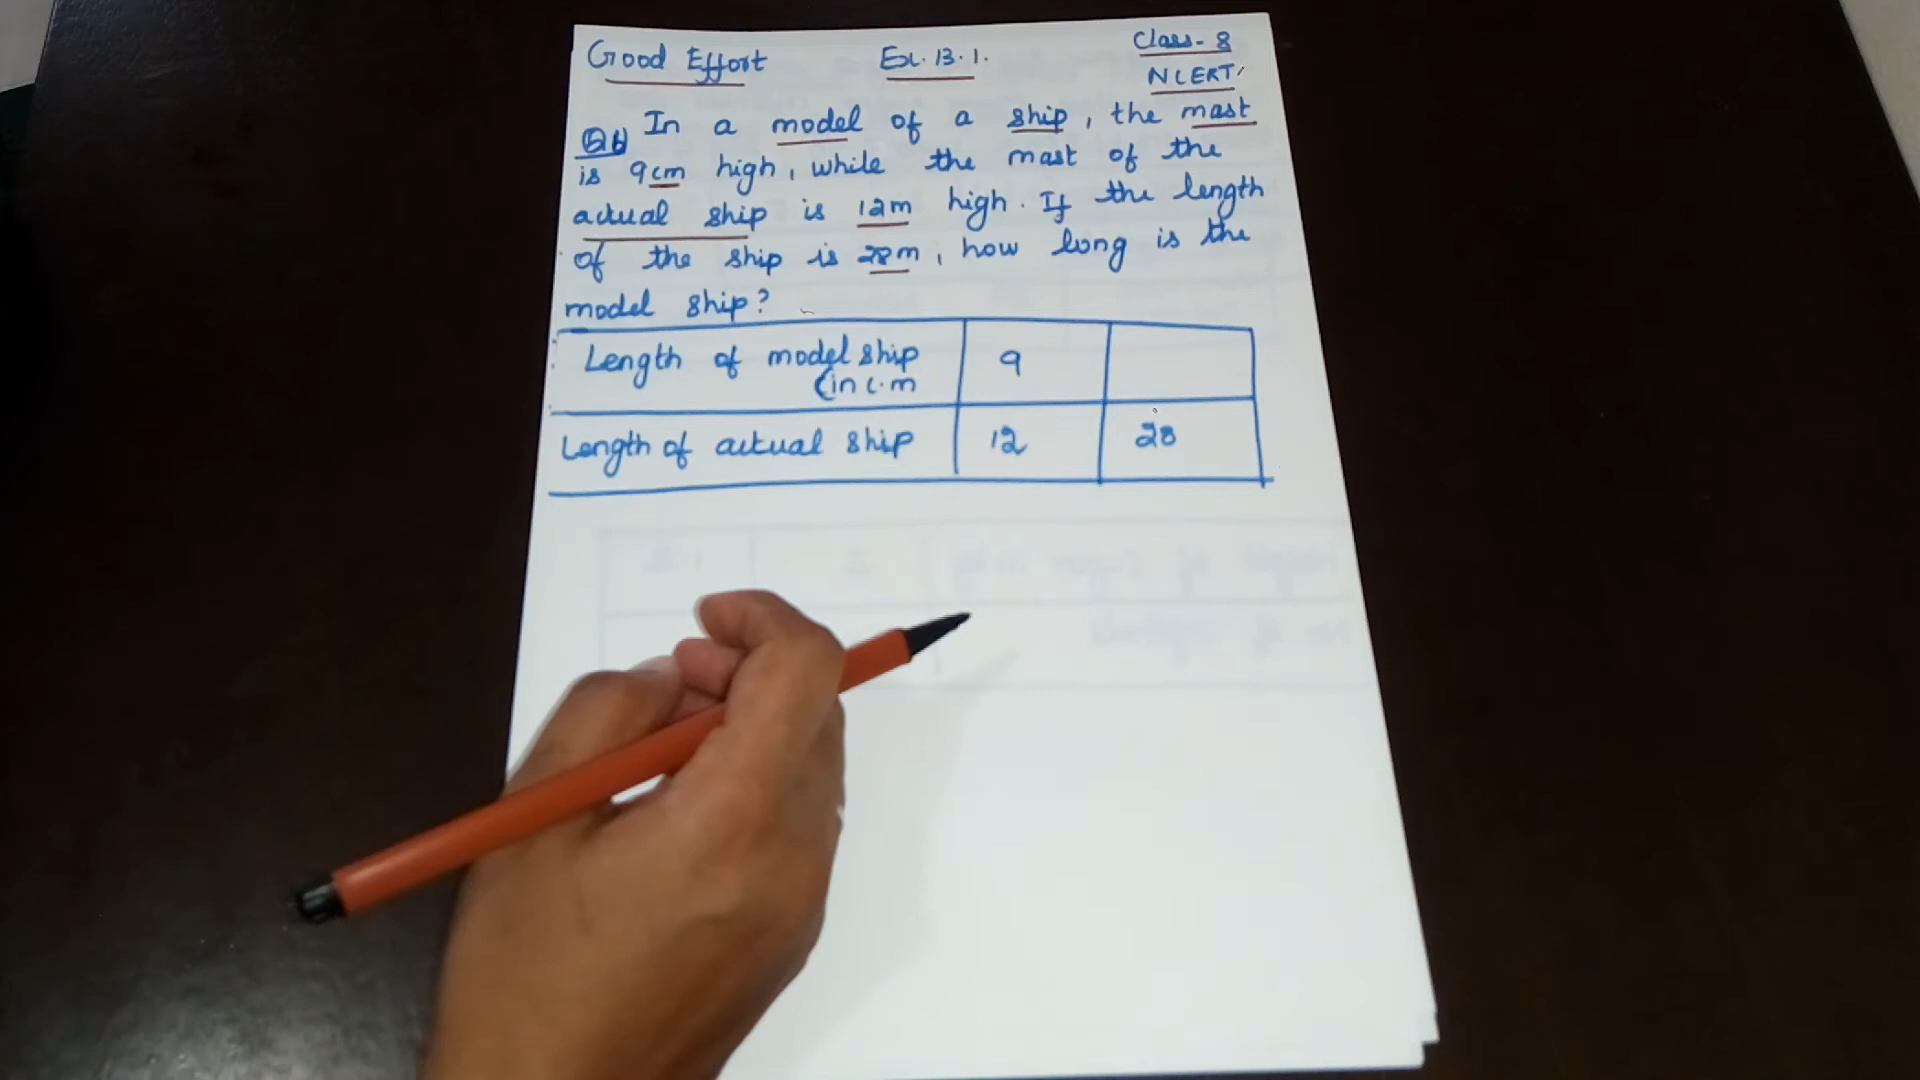 Good Effort Ex. 13.1. Class-8
NCERT
In a model of a ship, the mast
is 9cm high, while the mast of the
actual ship is 12m high. If the length
of the ship is 28m, how long is the
model ship?
Length of model ship 9
(in c.m
Length of actual ship 12 28